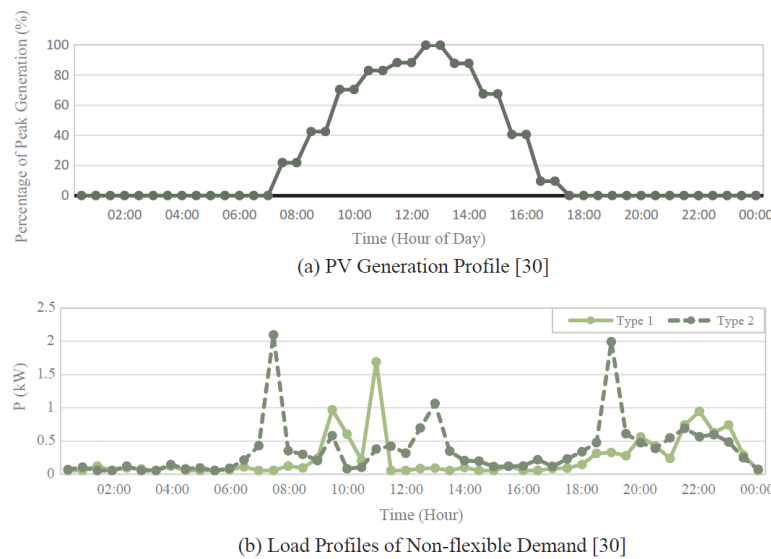 Percentage of Peak Generation (%)
100
80
60
40
20
0
02:00 04:00 06:00 08:00 10:00 12:00 14:00 16:00 18:00 20:00 22:00 00:00
Time (Hour of Day)
(a) PV Generation Profile [30]
P (kW)
2.5
2
1.5
1
0.5
0
Type 1 Type 2
02:00 04:00 06:00 08:00 10:00 12:00 14:00 16:00 18:00 20:00 22:00 00:00
Time (Hour)
(b) Load Profiles of Non-flexible Demand [30]